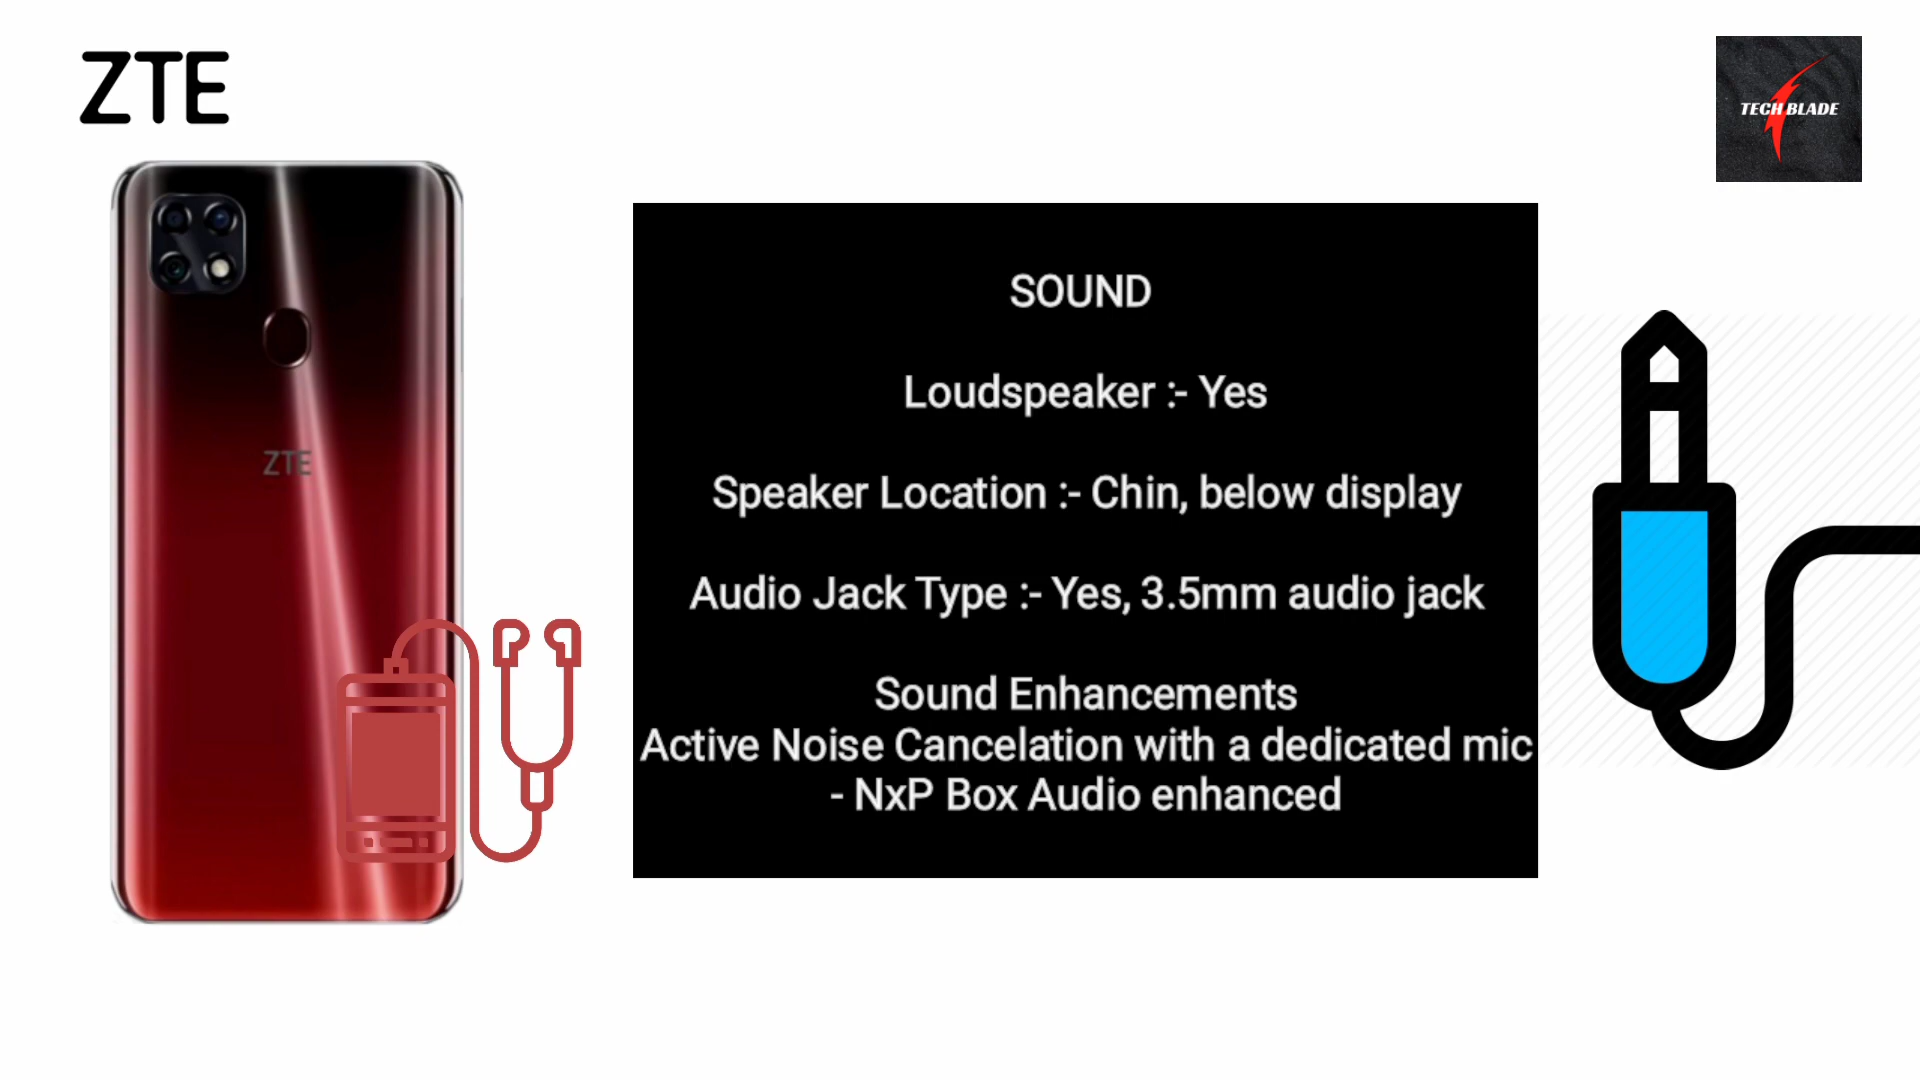 ZTE
TECH BLADE
ZTE
SOUND
Loudspeaker :- Yes
Speaker Location :- Chin, below display
Audio Jack Type :- Yes, 3.5mm audio jack
Sound Enhancements
Active Noise Cancelation with a dedicated mic
- NxP Box Audio enhanced